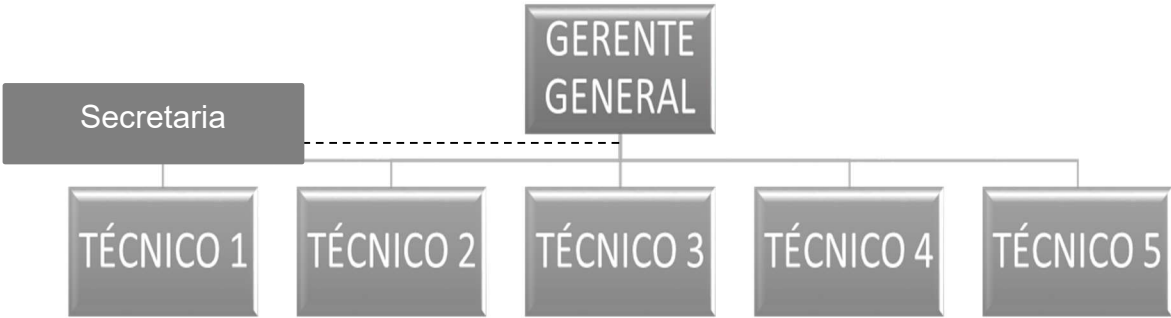 GERENTE
GENERAL
Secretaria
TÉCNICO 1
TÉCNICO 2
TÉCNICO 3
TÉCNICO 4
TÉCNICO 5